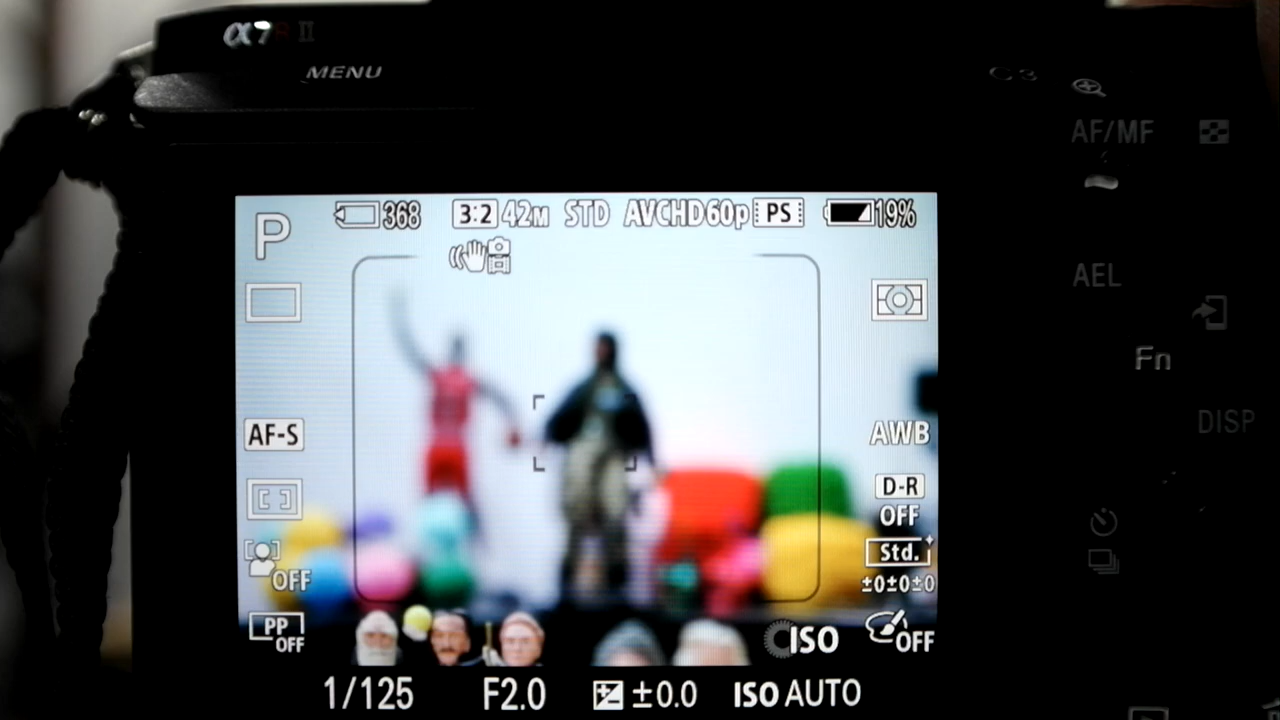 α7R II
MENU
C3
AF/MF
P 368 3:2 42M STD AVCHD60p PS 19%
AEL
Fn
DISP
AF-S
AWB
D-R
OFF
Std.
±0±0±0
OFF
PP
OFF
ISO
OFF
1/125 F2.0 ±0.0 ISO AUTO